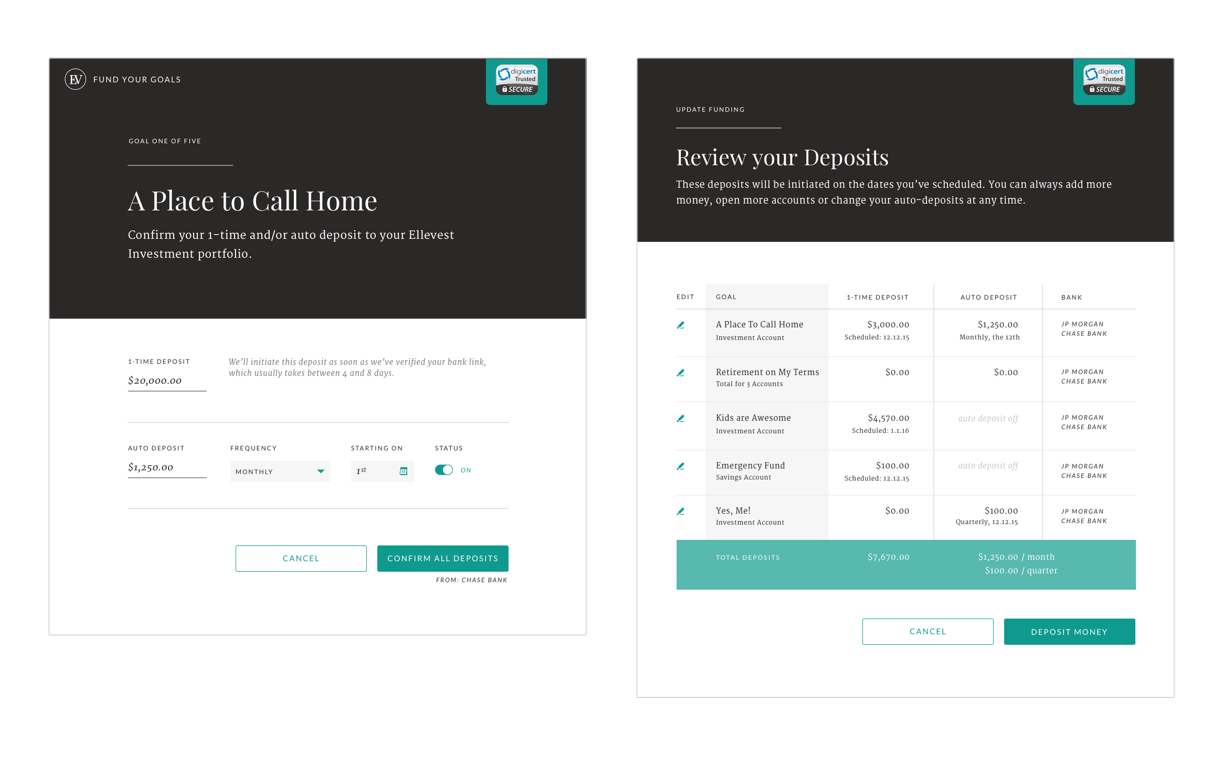 EV FUND YOUR GOALS
digicert
Trusted
SECURE
GOAL ONE OF FIVE
A Place to Call Home
Confirm your 1-time and/or auto deposit to your Ellevest
Investment portfolio.
1-TIME DEPOSIT
$20,000.00
We'll initiate this deposit as soon as we've verified your bank link,
which usually takes between 4 and 8 days.
AUTO DEPOSIT FREQUENCY STARTING ON STATUS
$1,250.00 MONTHLY 1ST ON
CANCEL CONFIRM ALL DEPOSITS
FROM: CHASE BANK
digicert
Trusted
SECURE
UPDATE FUNDING
Review your Deposits
These deposits will be initiated on the dates you've scheduled. You can always add more
money, open more accounts or change your auto-deposits at any time.
EDIT GOAL 1-TIME DEPOSIT AUTO DEPOSIT BANK
A Place To Call Home $3,000.00 $1,250.00 JP MORGAN
Investment Account Scheduled: 12.12.15 Monthly, the 12th CHASE BANK
Retirement on My Terms $0.00 $0.00 JP MORGAN
Total for 3 Accounts CHASE BANK
Kids are Awesome $4,570.00 auto deposit off JP MORGAN
Investment Account Scheduled: 1.1.16 CHASE BANK
Emergency Fund $100.00 auto deposit off JP MORGAN
Savings Account Scheduled: 12.12.15 CHASE BANK
Yes, Me! $0.00 $100.00 JP MORGAN
Investment Account Quarterly, 12.12.15 CHASE BANK
TOTAL DEPOSITS $7,670.00 $1,250.00 / month
$100.00 / quarter
CANCEL DEPOSIT MONEY